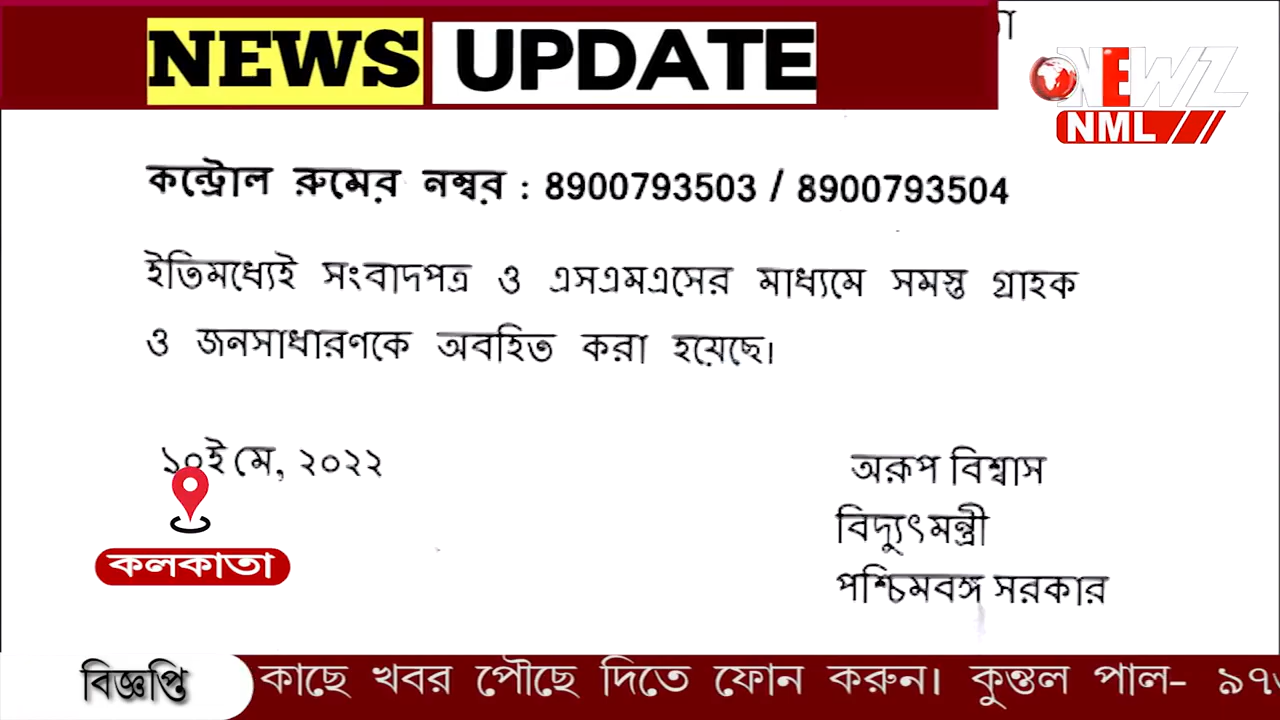 NEWS UPDATE
NEWZ
NML
কন্ট্রোল রুমের নম্বর : 8900793503 / 8900793504
ইতিমধ্যেই সংবাদপত্র ও এসএমএসের মাধ্যমে সমস্ত গ্রাহক
ও জনসাধারণকে অবহিত করা হয়েছে।
১০ই মে, ২০২২
অরূপ বিশ্বাস
বিদ্যুৎমন্ত্রী
পশ্চিমবঙ্গ সরকার
কলকাতা
বিজ্ঞপ্তি কাছে খবর পৌছে দিতে ফোন করুন। কুন্তল পাল- ৯৭